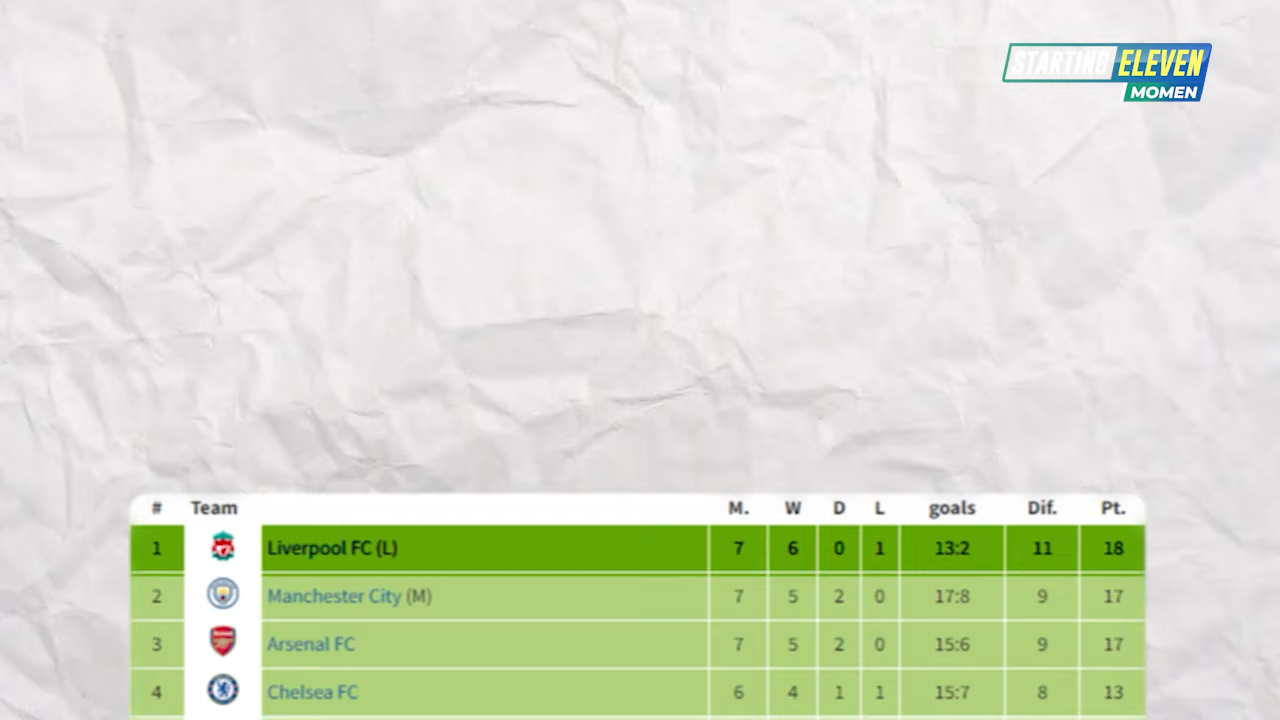 STARTING ELEVEN
MOMEN
# Team M. W D L goals Dif. Pt.
1 Liverpool FC (L) 7 6 0 1 13:2 11 18
2 Manchester City (M) 7 5 2 0 17:8 9 17
3 Arsenal FC 7 5 2 0 15:6 9 17
4 Chelsea FC 6 4 1 1 15:7 8 13